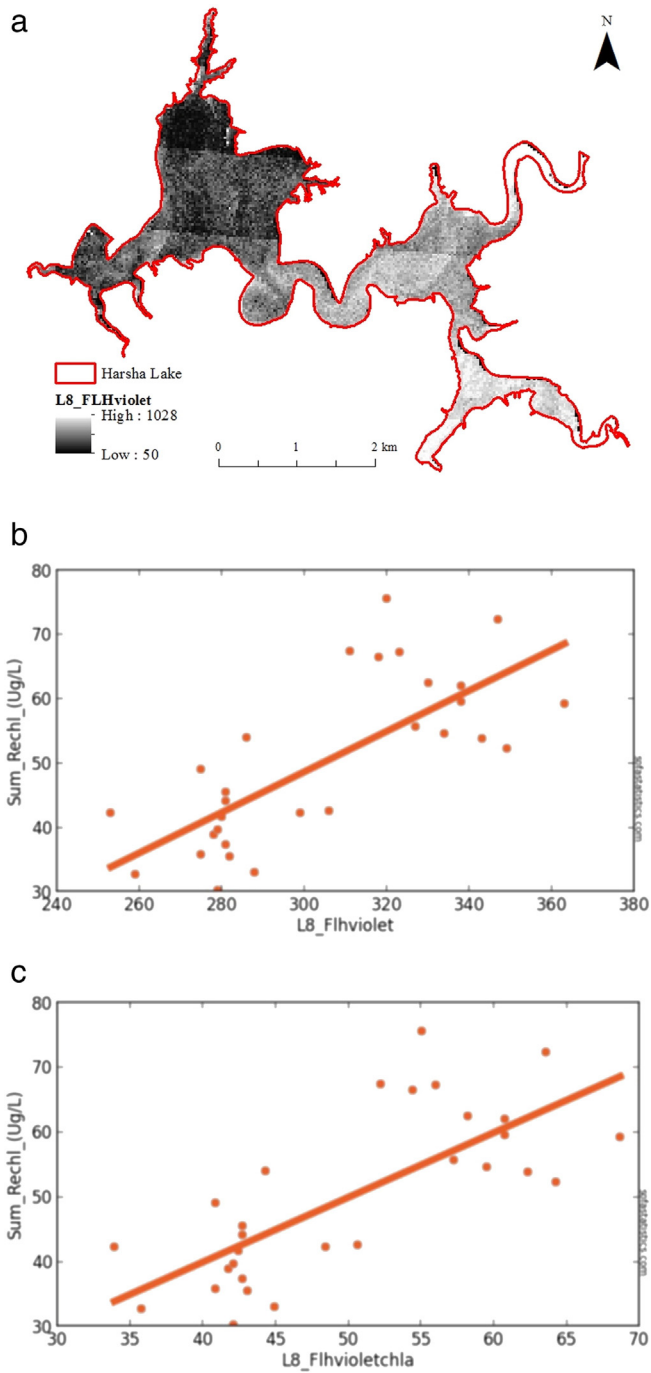 a
N
Harsha Lake
L8_FLHviolet
High : 1028
Low : 50
0 1 2 km
b
80
70
60
50
40
30
240 260 280 300 320 340 360 380
Sum_Rechl_(Ug/L)
L8_Flhviolet
sofastatistics.com
c
80
70
60
50
40
30
30 35 40 45 50 55 60 65 70
Sum_Rechl_(Ug/L)
L8_Flhvioletchla
sofastatistics.com